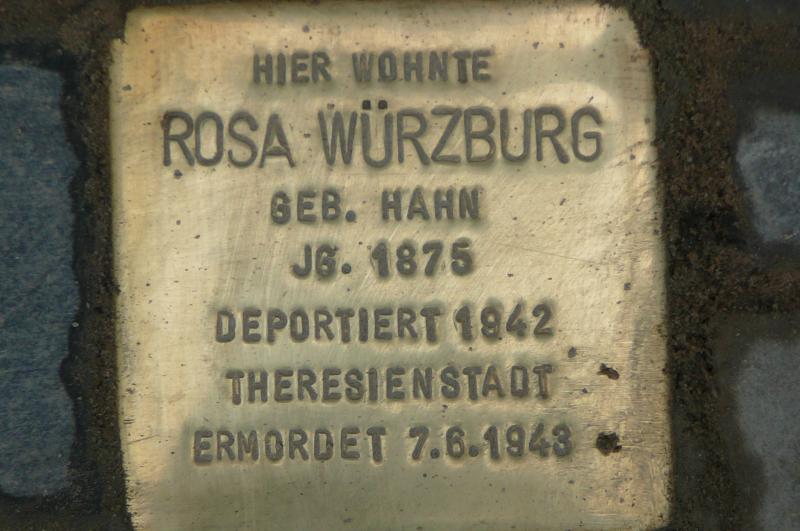 HIER WOHNTE
ROSA WÜRZBURG
GEB. HAHN
JG. 1875
DEPORTIERT 1942
THERESIENSTADT
ERMORDET 7.6.1943